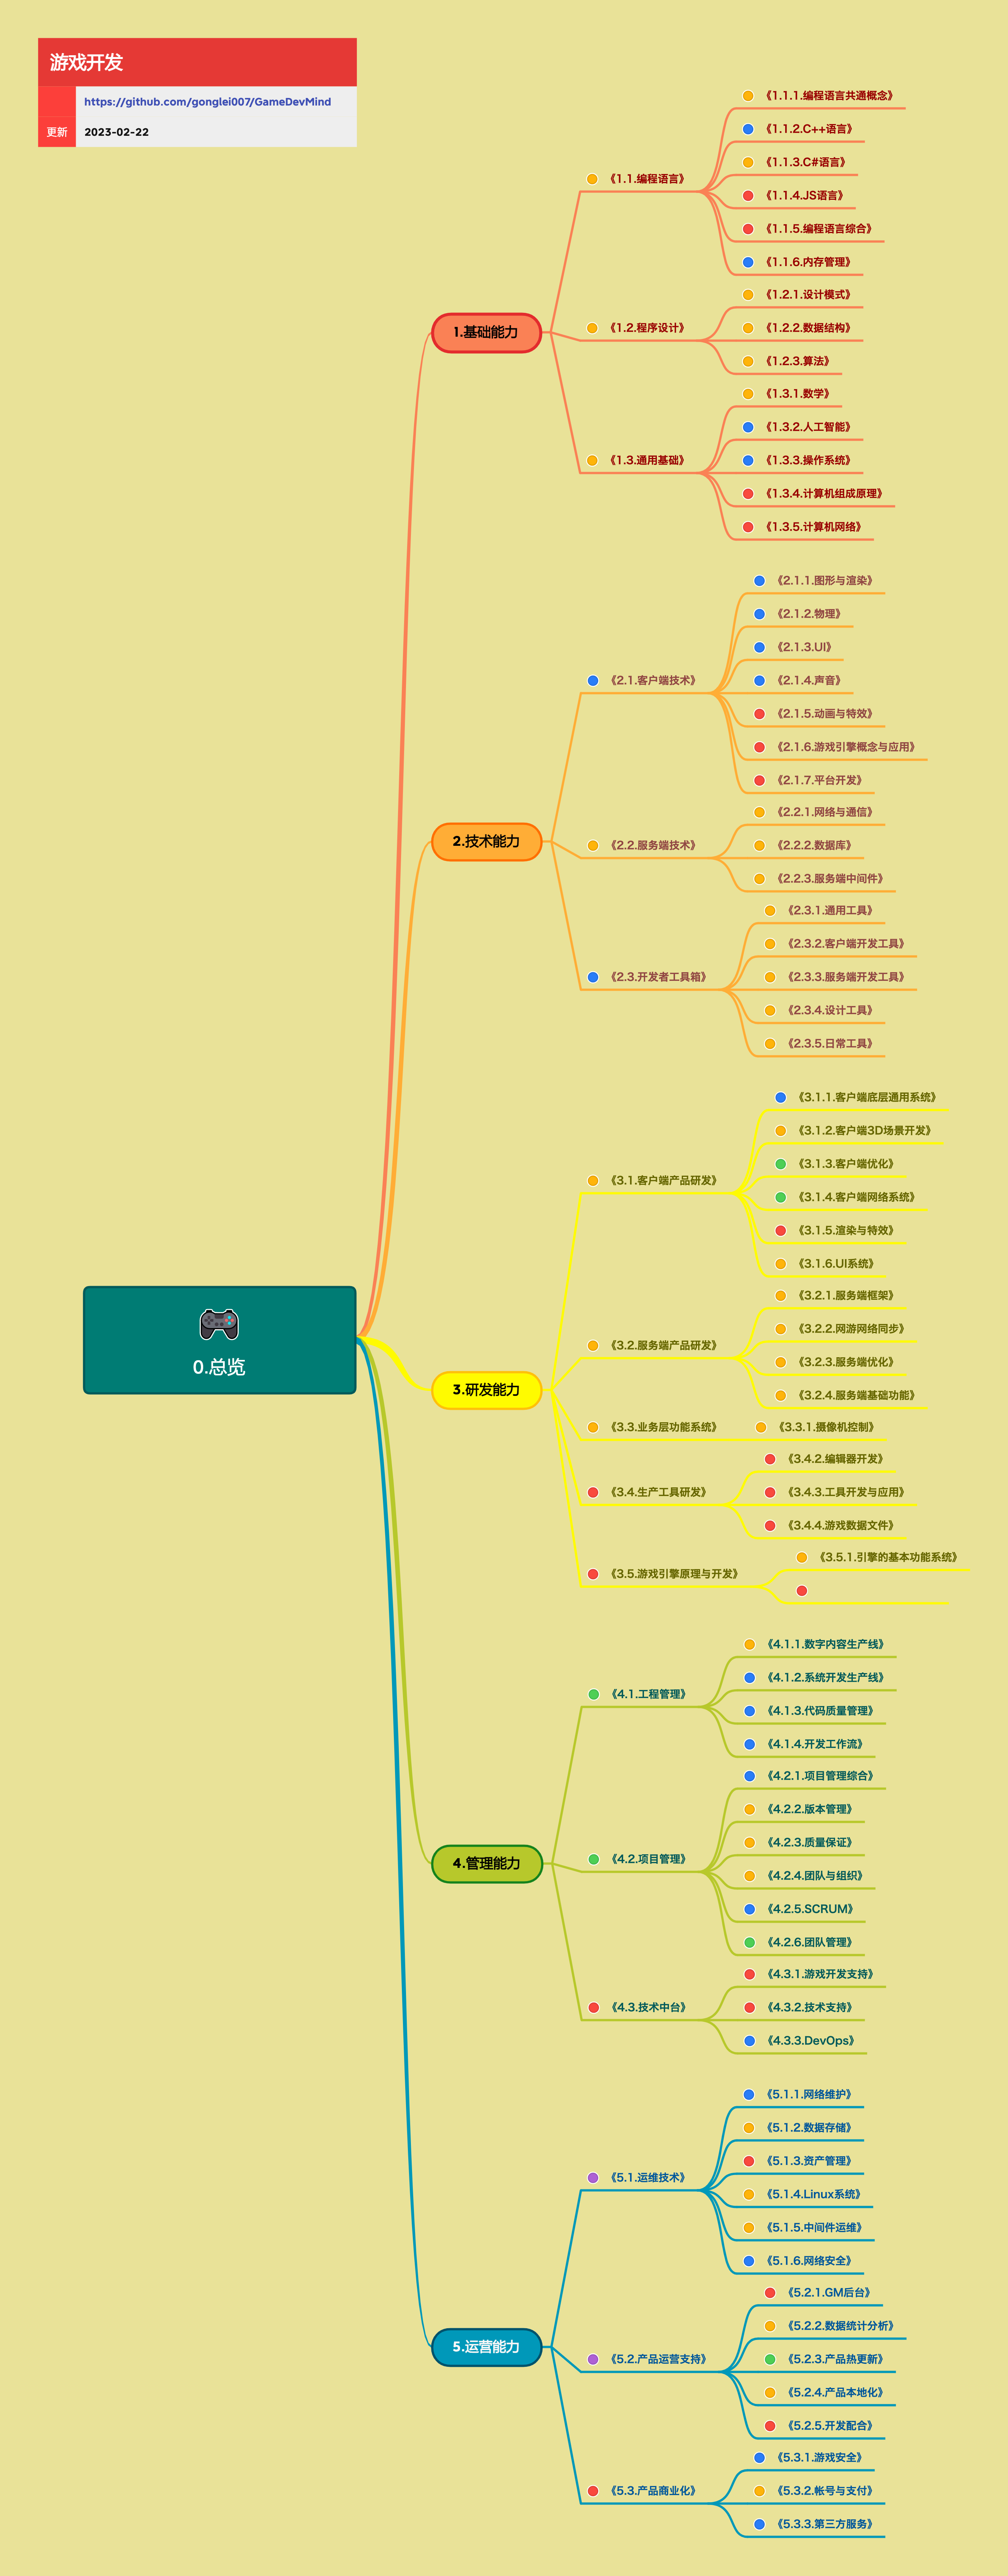 游戏开发
https://github.com/gonglei007/GameDevMind
更新 2023-02-22
0.总览
1.基础能力
《1.1.编程语言》
《1.1.1.编程语言共通概念》
《1.1.2.C++语言》
《1.1.3.C#语言》
《1.1.4.JS语言》
《1.1.5.编程语言综合》
《1.1.6.内存管理》
《1.2.程序设计》
《1.2.1.设计模式》
《1.2.2.数据结构》
《1.2.3.算法》
《1.3.通用基础》
《1.3.1.数学》
《1.3.2.人工智能》
《1.3.3.操作系统》
《1.3.4.计算机组成原理》
《1.3.5.计算机网络》
2.技术能力
《2.1.客户端技术》
《2.1.1.图形与渲染》
《2.1.2.物理》
《2.1.3.UI》
《2.1.4.声音》
《2.1.5.动画与特效》
《2.1.6.游戏引擎概念与应用》
《2.1.7.平台开发》
《2.2.服务端技术》
《2.2.1.网络与通信》
《2.2.2.数据库》
《2.2.3.服务端中间件》
《2.3.开发者工具箱》
《2.3.1.通用工具》
《2.3.2.客户端开发工具》
《2.3.3.服务端开发工具》
《2.3.4.设计工具》
《2.3.5.日常工具》
3.研发能力
《3.1.客户端产品研发》
《3.1.1.客户端底层通用系统》
《3.1.2.客户端3D场景开发》
《3.1.3.客户端优化》
《3.1.4.客户端网络系统》
《3.1.5.渲染与特效》
《3.1.6.UI系统》
《3.2.服务端产品研发》
《3.2.1.服务端框架》
《3.2.2.网游网络同步》
《3.2.3.服务端优化》
《3.2.4.服务端基础功能》
《3.3.业务层功能系统》
《3.3.1.摄像机控制》
《3.4.生产工具研发》
《3.4.2.编辑器开发》
《3.4.3.工具开发与应用》
《3.4.4.游戏数据文件》
《3.5.游戏引擎原理与开发》
《3.5.1.引擎的基本功能系统》
4.管理能力
《4.1.工程管理》
《4.1.1.数字内容生产线》
《4.1.2.系统开发生产线》
《4.1.3.代码质量管理》
《4.1.4.开发工作流》
《4.2.项目管理》
《4.2.1.项目管理综合》
《4.2.2.版本管理》
《4.2.3.质量保证》
《4.2.4.团队与组织》
《4.2.5.SCRUM》
《4.2.6.团队管理》
《4.3.技术中台》
《4.3.1.游戏开发支持》
《4.3.2.技术支持》
《4.3.3.DevOps》
5.运营能力
《5.1.运维技术》
《5.1.1.网络维护》
《5.1.2.数据存储》
《5.1.3.资产管理》
《5.1.4.Linux系统》
《5.1.5.中间件运维》
《5.1.6.网络安全》
《5.2.产品运营支持》
《5.2.1.GM后台》
《5.2.2.数据统计分析》
《5.2.3.产品热更新》
《5.2.4.产品本地化》
《5.2.5.开发配合》
《5.3.产品商业化》
《5.3.1.游戏安全》
《5.3.2.帐号与支付》
《5.3.3.第三方服务》